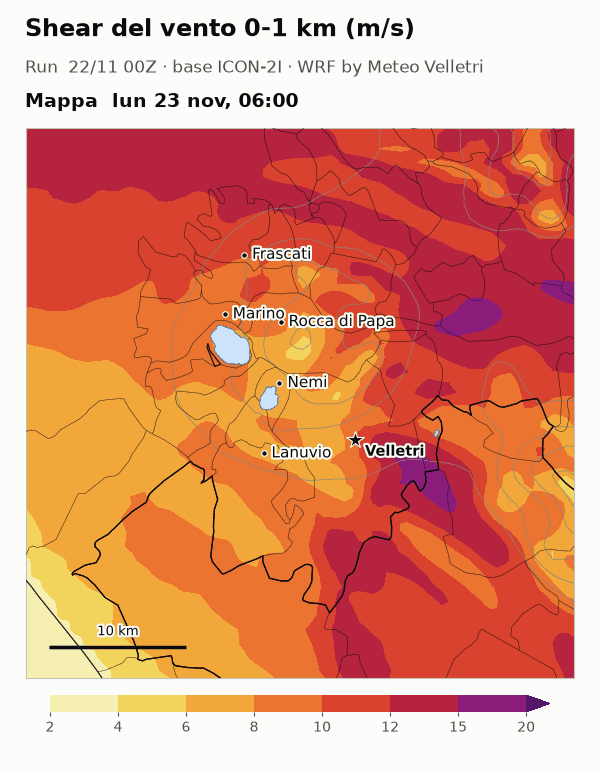 Shear del vento 0-1 km (m/s)
Run  22/11 00Z · base ICON-2I · WRF by Meteo Velletri
Mappa  lun 23 nov, 06:00
Frascati
Marino
Rocca di Papa
Nemi
Velletri
Lanuvio
10 km
2 4 6 8 10 12 15 20